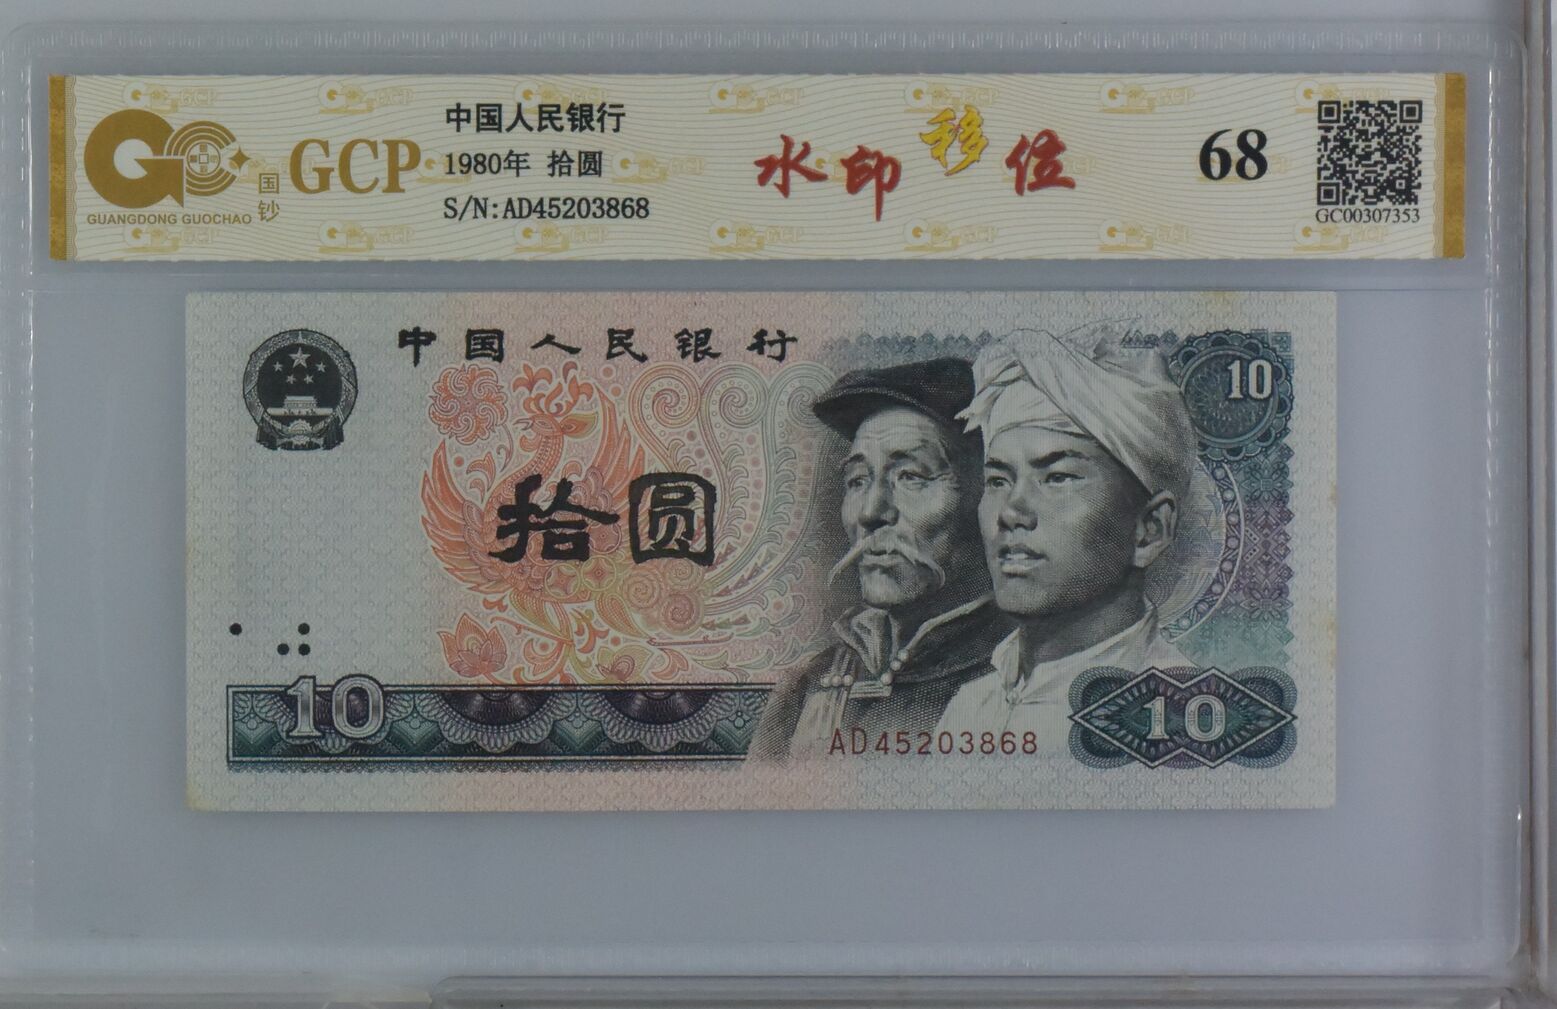 GCP
国钞
GUANGDONG GUOCHAO
中国人民银行
1980年 拾圆
S/N:AD45203868
水印移位
68
GC00307353
中国人民银行
10
拾圆
10
AD45203868
10